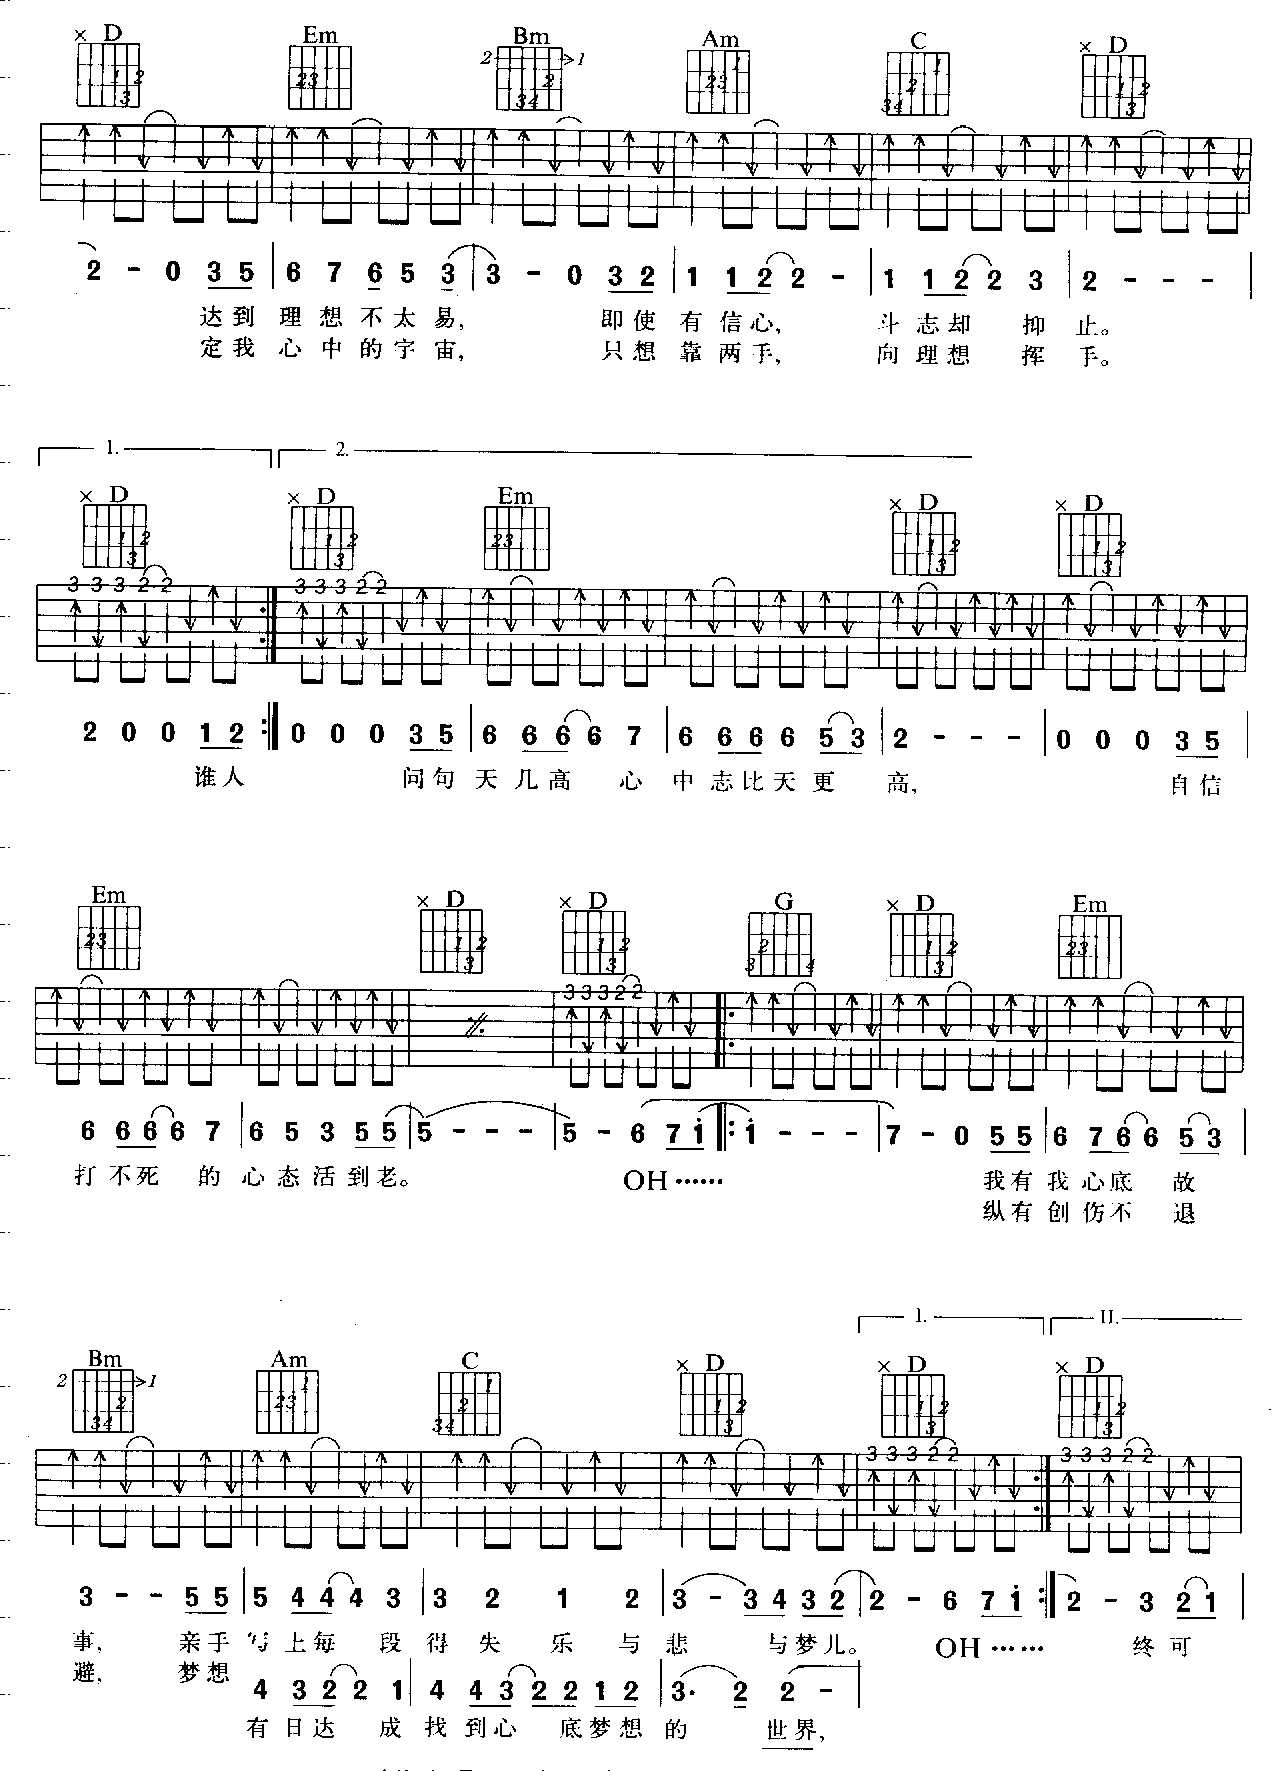 D Em Bm Am C D
2 - 0 3 5 | 6 7 6 5 3 | 3 - 0 3 2 | 1 1 2 2 - | 1 1 2 2 3 | 2 - - - |
达到 理想不太易, 即使有信心, 斗志却 抑止。
定我 心中的宇宙, 只想靠两手, 向理想 挥手。
1. 2.
D D Em D D
3 3 3 2 2 3 3 3 2 2
2 0 0 1 2 :| 0 0 0 3 5 | 6 6 6 6 7 | 6 6 6 6 5 3 | 2 - - - | 0 0 0 3 5 |
谁人 问句天几高 心中志比天更 高, 自信
Em D D G D Em
3 3 3 2 2
6 6 6 6 7 | 6 5 3 5 5 | 5 - - - | 5 - 6 7 i |: i - - - | 7 - 0 5 5 | 6 7 6 6 5 3 |
打不死 的心态活到老。 OH…… 我有我心底 故
纵有创伤不 退
I. II.
Bm Am C D D D
3 3 3 2 2 3 3 3 2 2
3 - - 5 5 | 5 4 4 4 3 | 3 2 1 2 | 3 - 3 4 3 2 | 2 - 6 7 i :| 2 - 3 2 1 |
事, 亲手写上每 段得失 乐与悲 与梦儿。 OH…… 终可
避, 梦想
4 3 2 2 1 | 4 4 3 2 2 1 2 | 3· 2 2 - |
有日达 成找到心 底梦想的 世界,